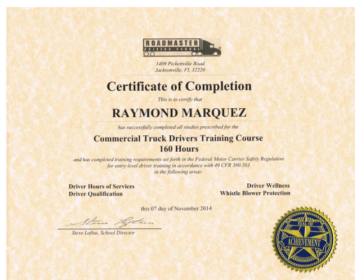 ROADMASTER
DRIVERS SCHOOL
Jacksonville, FL 32220
Certificate of Completion
This is to certify that
RAYMOND MARQUEZ
has successfully completed all studies prescribed for the
Commercial Truck Drivers Training Course
160 Hours
and has completed training requirements set forth in the Federal Motor Carrier Safety Regulation
for entry-level driver training in accordance with 49 CFR 380.503
in the following areas:
Driver Hours of Services
Driver Wellness
Driver Qualification
Whistle Blower Protection
this 07 day of November 2014
Steve Loftus, School Director
ACHIEVEMENT